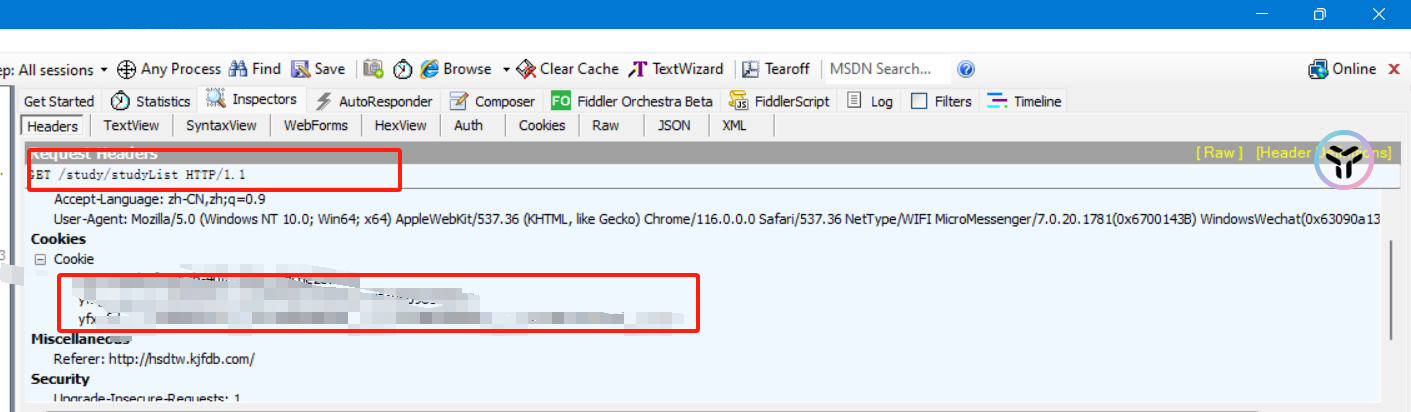 ep: All sessions Any Process Find Save Browse Clear Cache TextWizard Tearoff MSDN Search... Online X
Get Started Statistics Inspectors AutoResponder Composer FO Fiddler Orchestra Beta FiddlerScript Log Filters Timeline
Headers TextView SyntaxView WebForms HexView Auth Cookies Raw JSON XML
Request Headers [ Raw ] [Header
GET /study/studyList HTTP/1.1
Accept-Language: zh-CN,zh;q=0.9
User-Agent: Mozilla/5.0 (Windows NT 10.0; Win64; x64) AppleWebKit/537.36 (KHTML, like Gecko) Chrome/116.0.0.0 Safari/537.36 NetType/WIFI MicroMessenger/7.0.20.1781(0x6700143B) WindowsWechat(0x63090a13
Cookies
Cookie
Miscellaneous
Referer: http://hsdtw.kjfdb.com/
Security
Upgrade-Insecure-Requests: 1